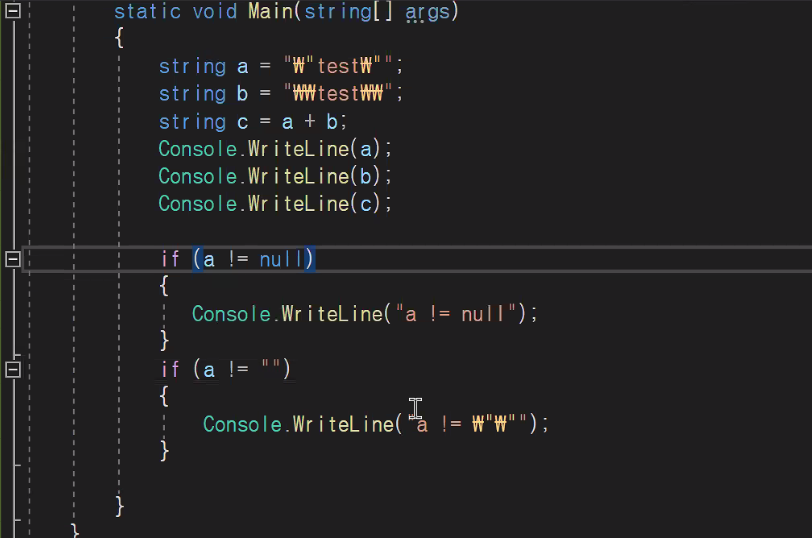 static void Main(string[] args)
{
string a = "₩"test₩"";
string b = "₩₩test₩₩";
string c = a + b;
Console.WriteLine(a);
Console.WriteLine(b);
Console.WriteLine(c);
if (a != null)
{
Console.WriteLine("a != null");
}
if (a != "")
{
Console.WriteLine("a != ₩"₩"");
}
}
}